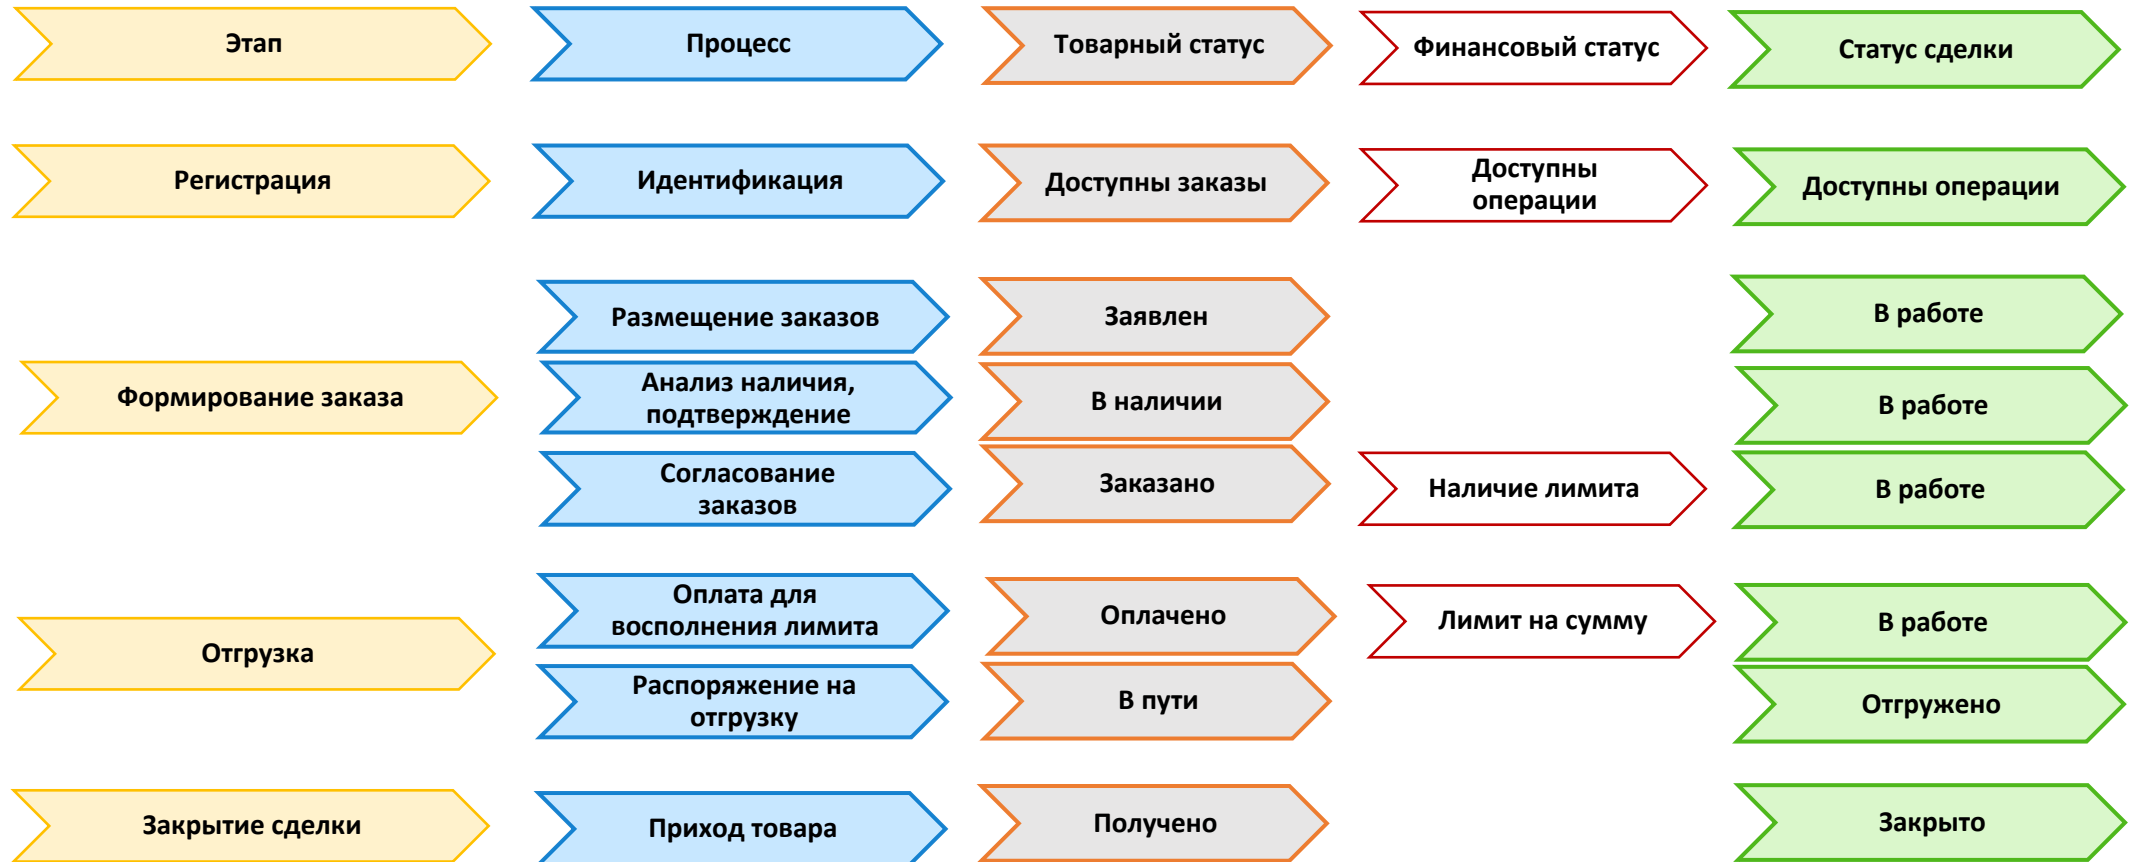 Этап
Процесс
Товарный статус
Финансовый статус
Статус сделки
Регистрация
Идентификация
Доступны заказы
Доступны
операции
Доступны операции
Формирование заказа
Размещение заказов
Заявлен
В работе
Анализ наличия,
подтверждение
В наличии
В работе
Согласование
заказов
Заказано
Наличие лимита
В работе
Отгрузка
Оплата для
восполнения лимита
Оплачено
Лимит на сумму
В работе
Распоряжение на
отгрузку
В пути
Отгружено
Закрытие сделки
Приход товара
Получено
Закрыто